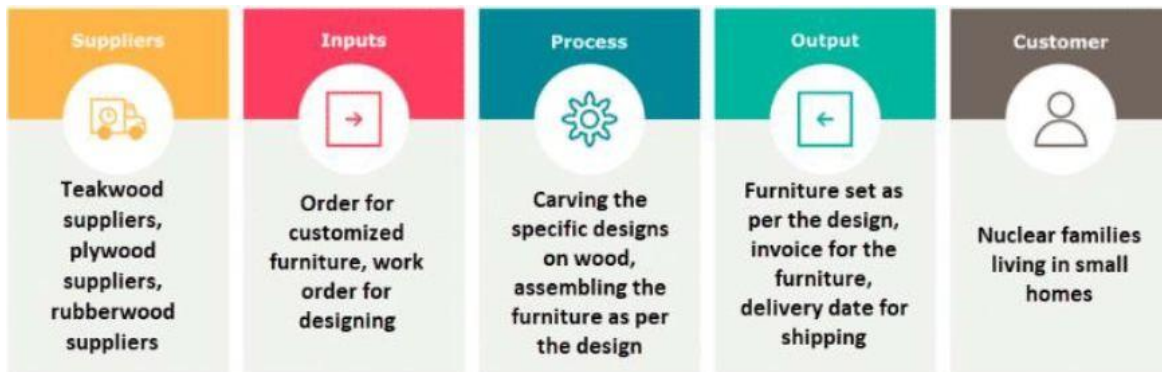 Suppliers
Inputs
Process
Output
Customer
Teakwood
suppliers,
plywood
suppliers,
rubberwood
suppliers
Order for
customized
furniture, work
order for
designing
Carving the
specific designs
on wood,
assembling the
furniture as per
the design
Furniture set as
per the design,
invoice for the
furniture,
delivery date for
shipping
Nuclear families
living in small
homes